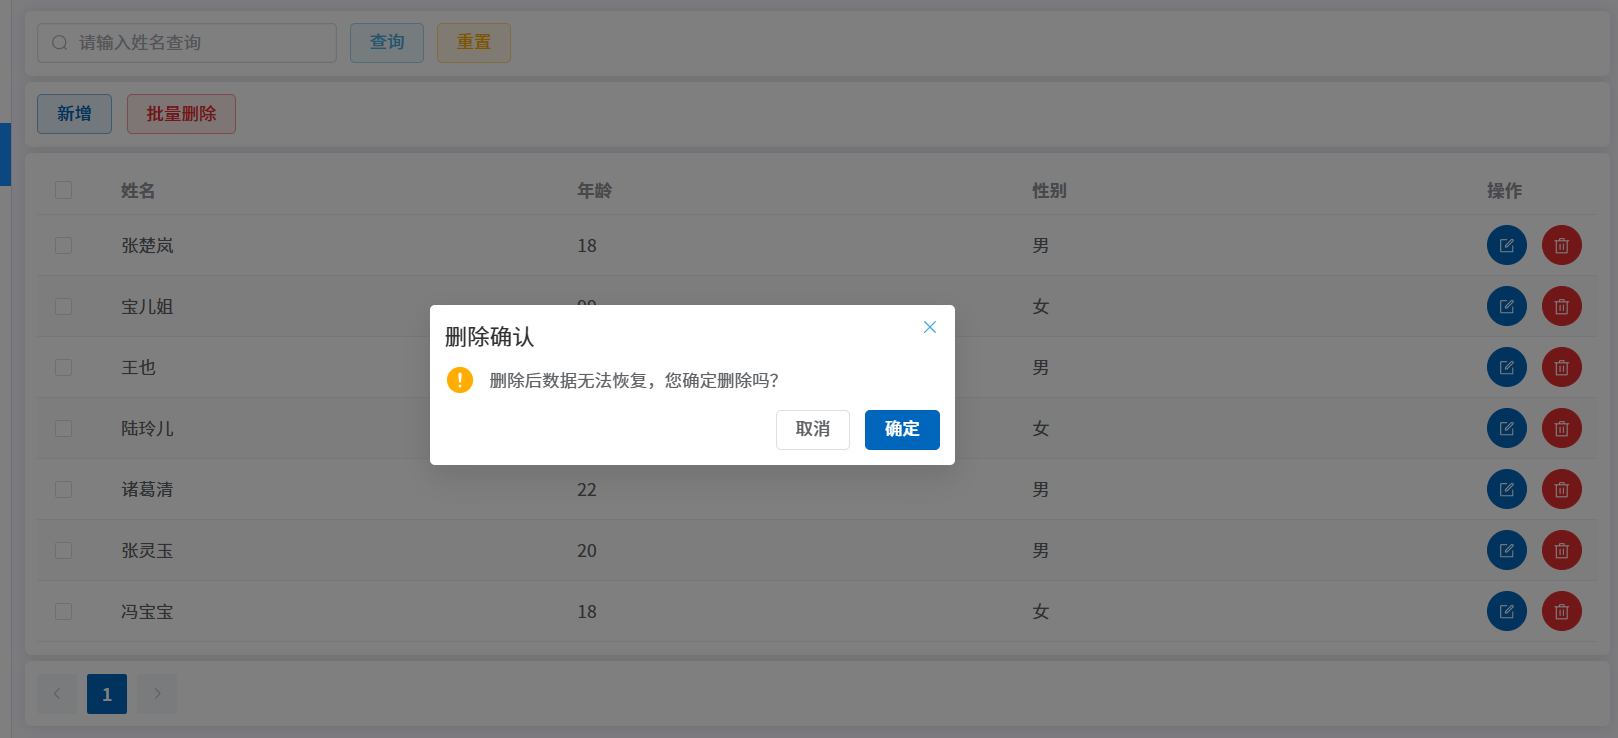 请输入姓名查询 查询 重置
新增 批量删除
姓名 年龄 性别 操作
张楚岚 18 男
宝儿姐 女
王也 男
陆玲儿 女
诸葛清 22 男
张灵玉 20 男
冯宝宝 18 女
删除确认
删除后数据无法恢复，您确定删除吗？
取消 确定
1